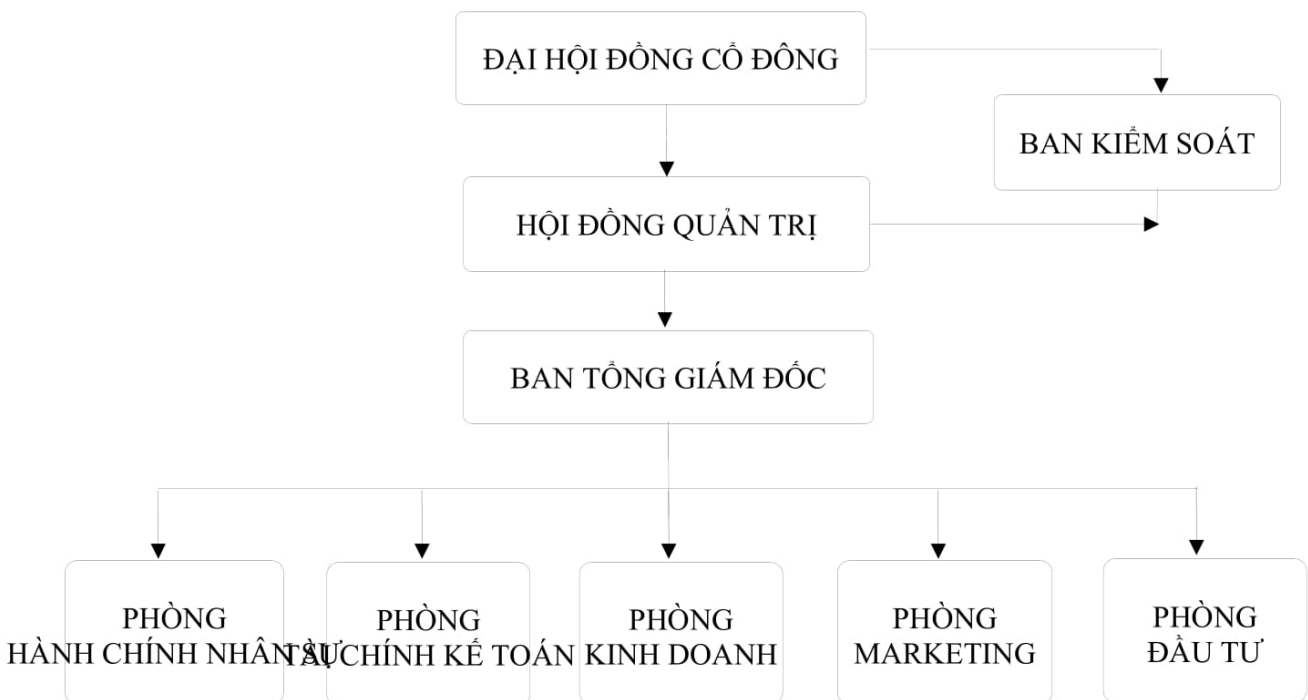 ĐẠI HỘI ĐỒNG CỔ ĐÔNG
BAN KIỂM SOÁT
HỘI ĐỒNG QUẢN TRỊ
BAN TỔNG GIÁM ĐỐC
PHÒNG
HÀNH CHÍNH NHÂN SỰ
PHÒNG
TÀI CHÍNH KẾ TOÁN
PHÒNG
KINH DOANH
PHÒNG
MARKETING
PHÒNG
ĐẦU TƯ